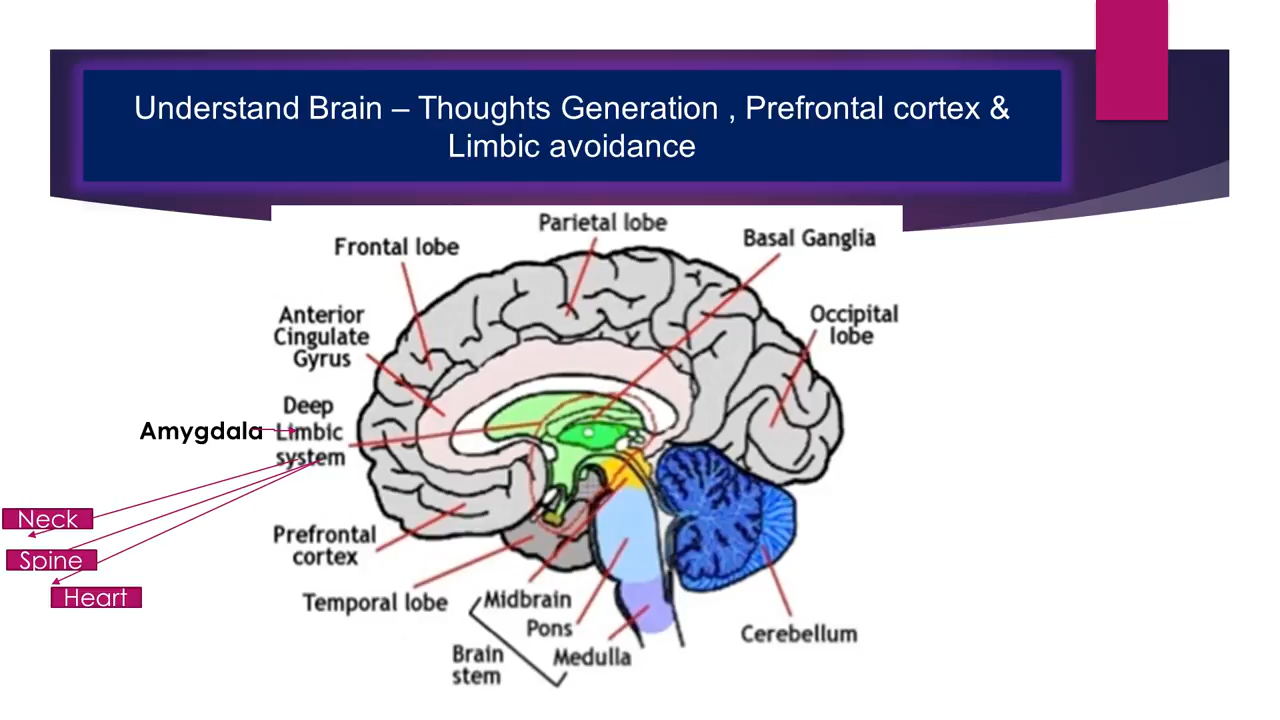 Understand Brain – Thoughts Generation , Prefrontal cortex &
Limbic avoidance
Parietal lobe
Basal Ganglia
Frontal lobe
Anterior
Cingulate
Gyrus
Occipital
lobe
Deep
Limbic
system
Amygdala
Neck
Spine
Heart
Prefrontal
cortex
Temporal lobe
Midbrain
Pons
Medulla
Brain
stem
Cerebellum